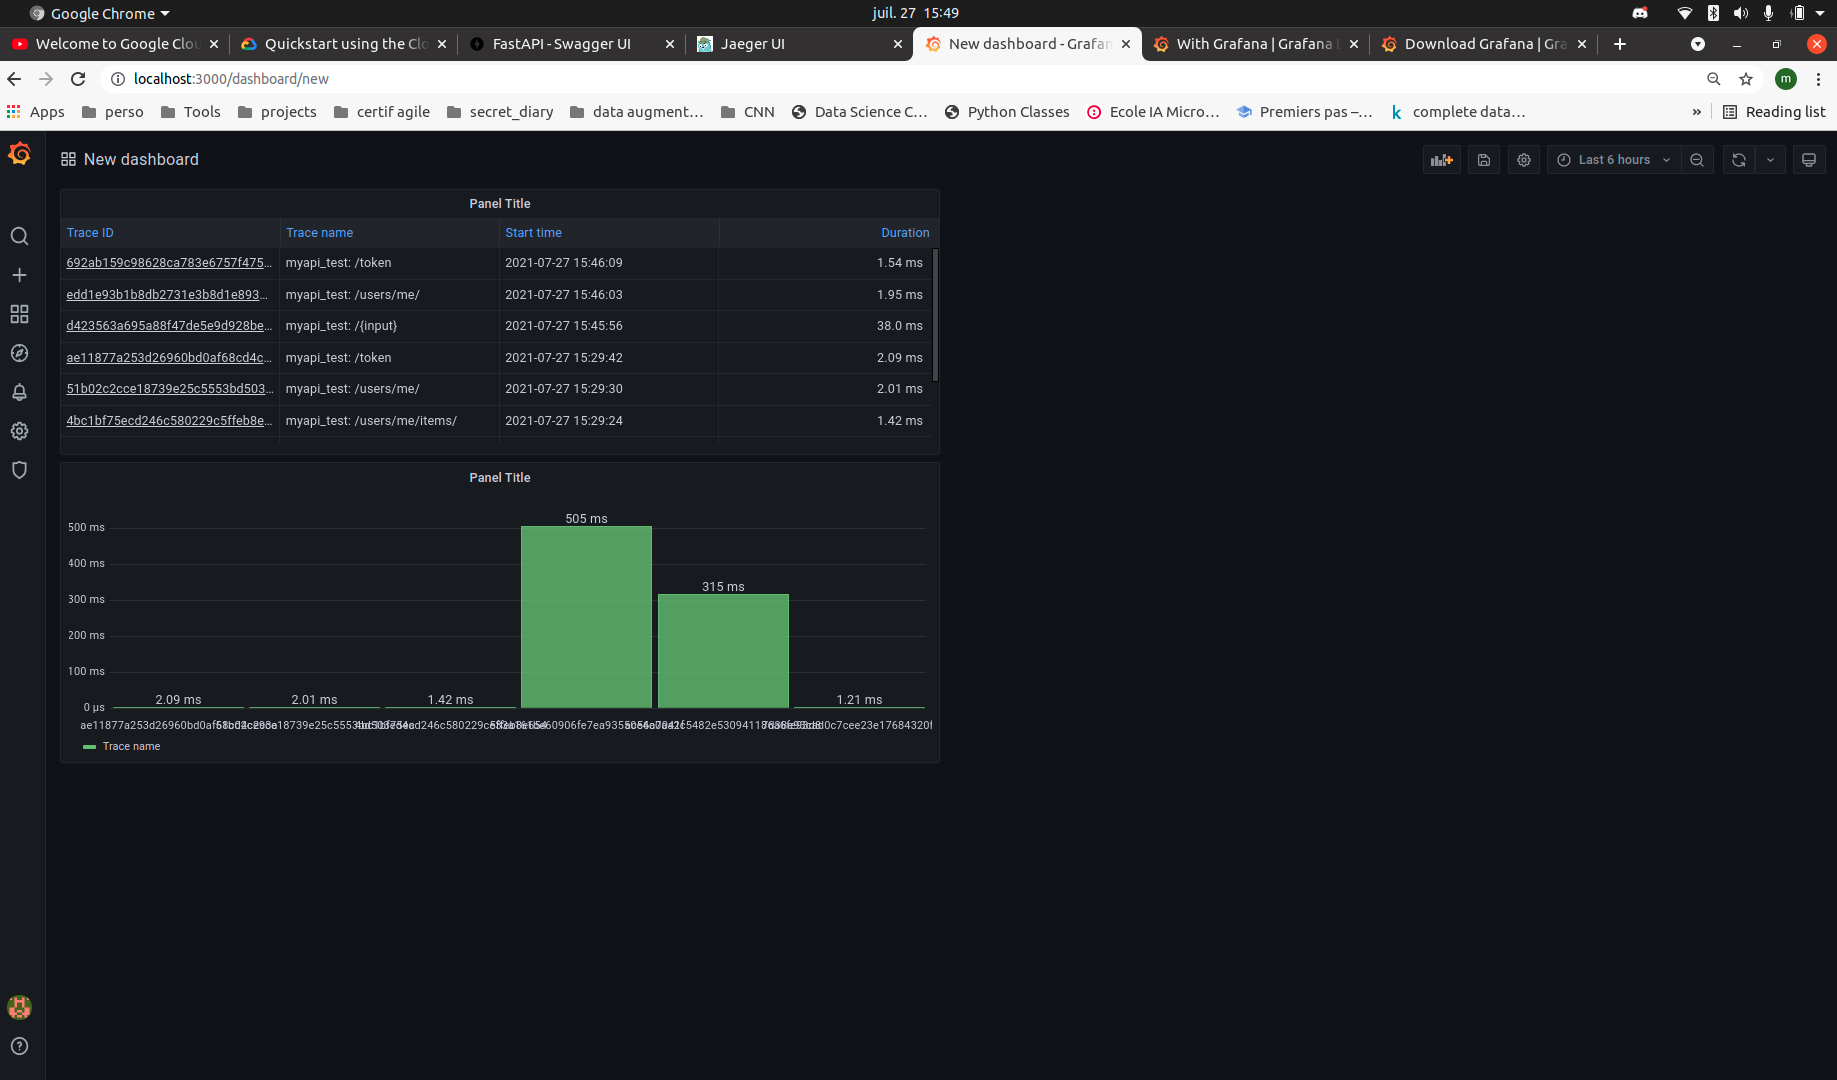 Google Chrome
juil. 27 15:49
Welcome to Google Clou
Quickstart using the Clo
FastAPI - Swagger UI
Jaeger UI
New dashboard - Grafan
With Grafana | Grafana L
Download Grafana | Gra
localhost:3000/dashboard/new
m
Apps
perso
Tools
projects
certif agile
secret_diary
data augment...
CNN
Data Science C...
Python Classes
Ecole IA Micro...
Premiers pas –...
k complete data...
»
Reading list
New dashboard
Last 6 hours
Panel Title
Trace ID Trace name Start time Duration
692ab159c98628ca783e6757f475... myapi_test: /token 2021-07-27 15:46:09 1.54 ms
edd1e93b1b8db2731e3b8d1e893... myapi_test: /users/me/ 2021-07-27 15:46:03 1.95 ms
d423563a695a88f47de5e9d928be... myapi_test: /{input} 2021-07-27 15:45:56 38.0 ms
ae11877a253d26960bd0af68cd4c... myapi_test: /token 2021-07-27 15:29:42 2.09 ms
51b02c2cce18739e25c5553bd503... myapi_test: /users/me/ 2021-07-27 15:29:30 2.01 ms
4bc1bf75ecd246c580229c5ffeb8e... myapi_test: /users/me/items/ 2021-07-27 15:29:24 1.42 ms
Panel Title
500 ms
400 ms
300 ms
200 ms
100 ms
0 µs
2.09 ms 2.01 ms 1.42 ms 505 ms 315 ms 1.21 ms
Trace name